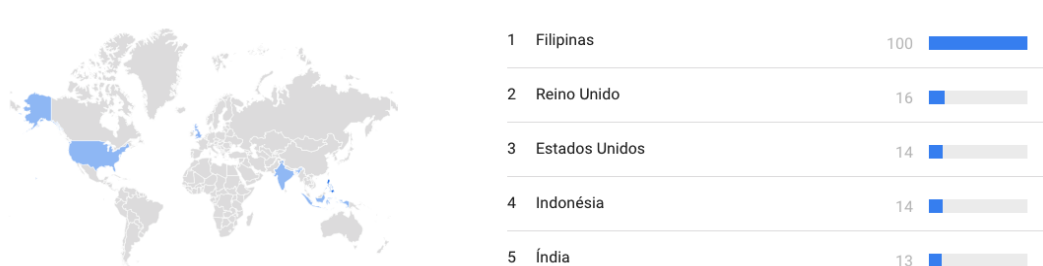 1 Filipinas 100
2 Reino Unido 16
3 Estados Unidos 14
4 Indonésia 14
5 Índia 13